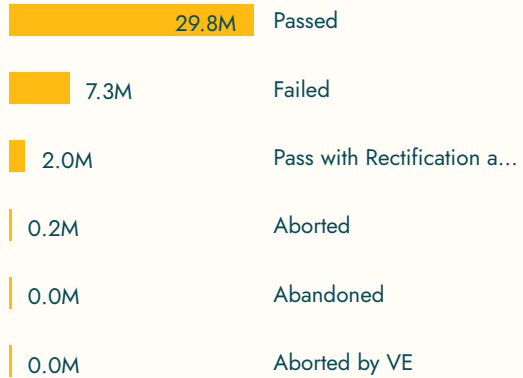 29.8M Passed
7.3M Failed
2.0M Pass with Rectification a...
0.2M Aborted
0.0M Abandoned
0.0M Aborted by VE